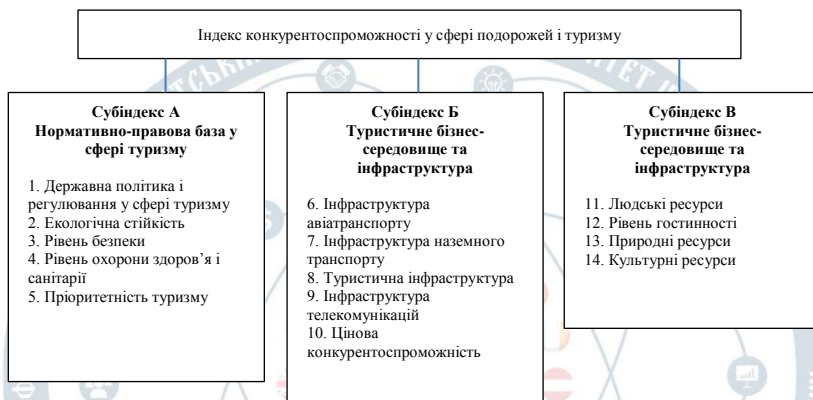 Індекс конкурентоспроможності у сфері подорожей і туризму
Субіндекс А
Нормативно-правова база у
сфері туризму
1. Державна політика і
регулювання у сфері туризму
2. Екологічна стійкість
3. Рівень безпеки
4. Рівень охорони здоров’я і
санітарії
5. Пріоритетність туризму
Субіндекс Б
Туристичне бізнес-
середовище та
інфраструктура
6. Інфраструктура
авіатранспорту
7. Інфраструктура наземного
транспорту
8. Туристична інфраструктура
9. Інфраструктура
телекомунікацій
10. Цінова
конкурентоспроможність
Субіндекс В
Туристичне бізнес-
середовище та
інфраструктура
11. Людські ресурси
12. Рівень гостинності
13. Природні ресурси
14. Культурні ресурси